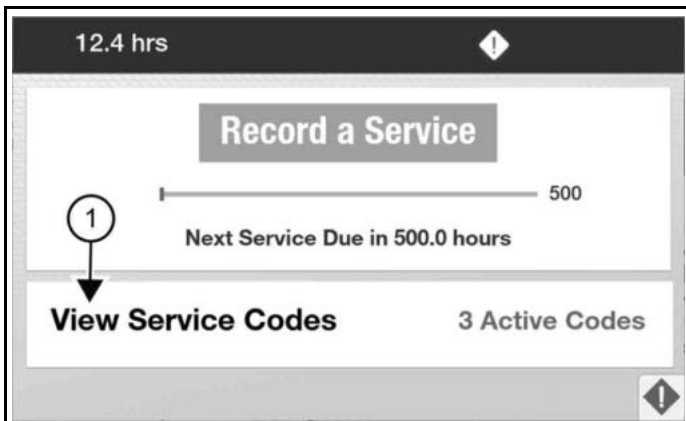 12.4 hrs
Record a Service
500
Next Service Due in 500.0 hours
1
View Service Codes
3 Active Codes